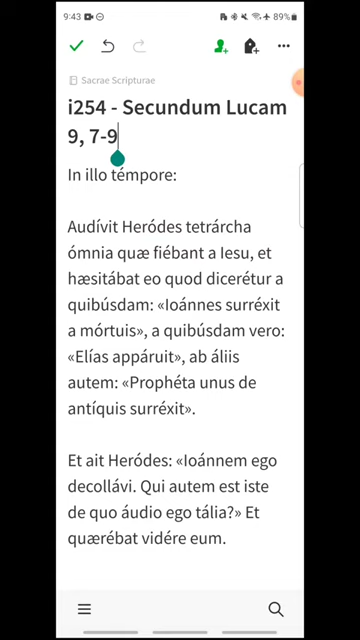 9:43
89%
Sacrae Scripturae
i254 - Secundum Lucam
9, 7-9
In illo témpore:
Audívit Heródes tetrárcha
ómnia quæ fiébant a Iesu, et
hæsitábat eo quod dicerétur a
quibúsdam: «Ioánnes surréxit
a mórtuis», a quibúsdam vero:
«Elías appáruit», ab áliis
autem: «Prophéta unus de
antíquis surréxit».
Et ait Heródes: «Ioánnem ego
decollávi. Qui autem est iste
de quo áudio ego tália?» Et
quærébat vidére eum.